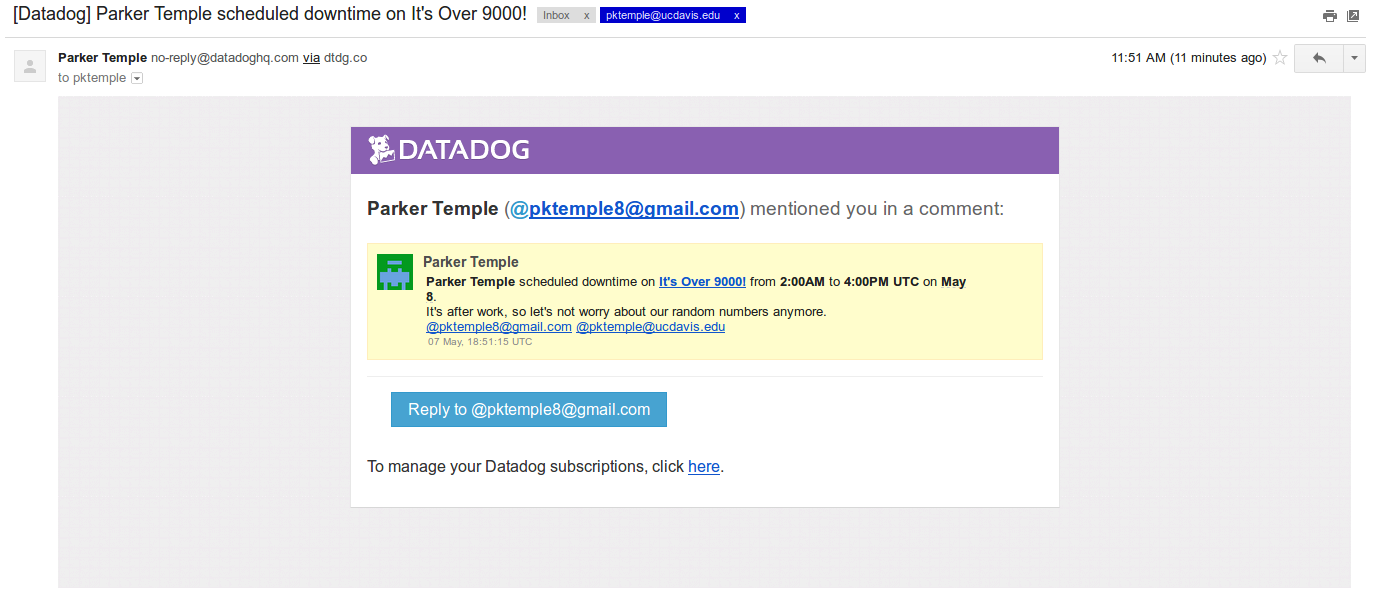 [Datadog] Parker Temple scheduled downtime on It's Over 9000! Inbox x pktemple@ucdavis.edu x
Parker Temple no-reply@datadoghq.com via dtdg.co 11:51 AM (11 minutes ago)
to pktemple
DATADOG
Parker Temple (@pktemple8@gmail.com) mentioned you in a comment:
Parker Temple
Parker Temple scheduled downtime on It's Over 9000! from 2:00AM to 4:00PM UTC on May
8.
It's after work, so let's not worry about our random numbers anymore.
@pktemple8@gmail.com @pktemple@ucdavis.edu
07 May, 18:51:15 UTC
Reply to @pktemple8@gmail.com
To manage your Datadog subscriptions, click here.